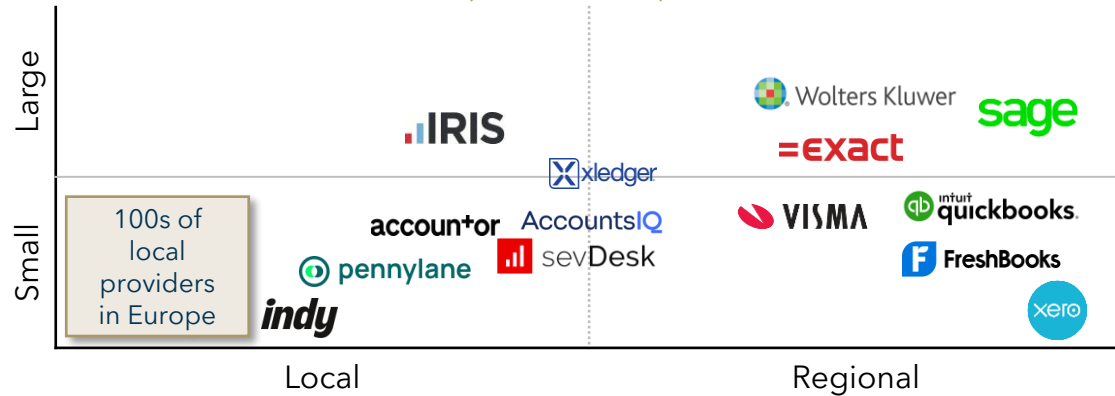 Large
Small
IRIS
Wolters Kluwer
sage
=exact
xledger
100s of
local
providers
in Europe
accountor
AccountsIQ
VISMA
qb intuit quickbooks.
sevDesk
pennylane
FreshBooks
indy
xero
Local
Regional